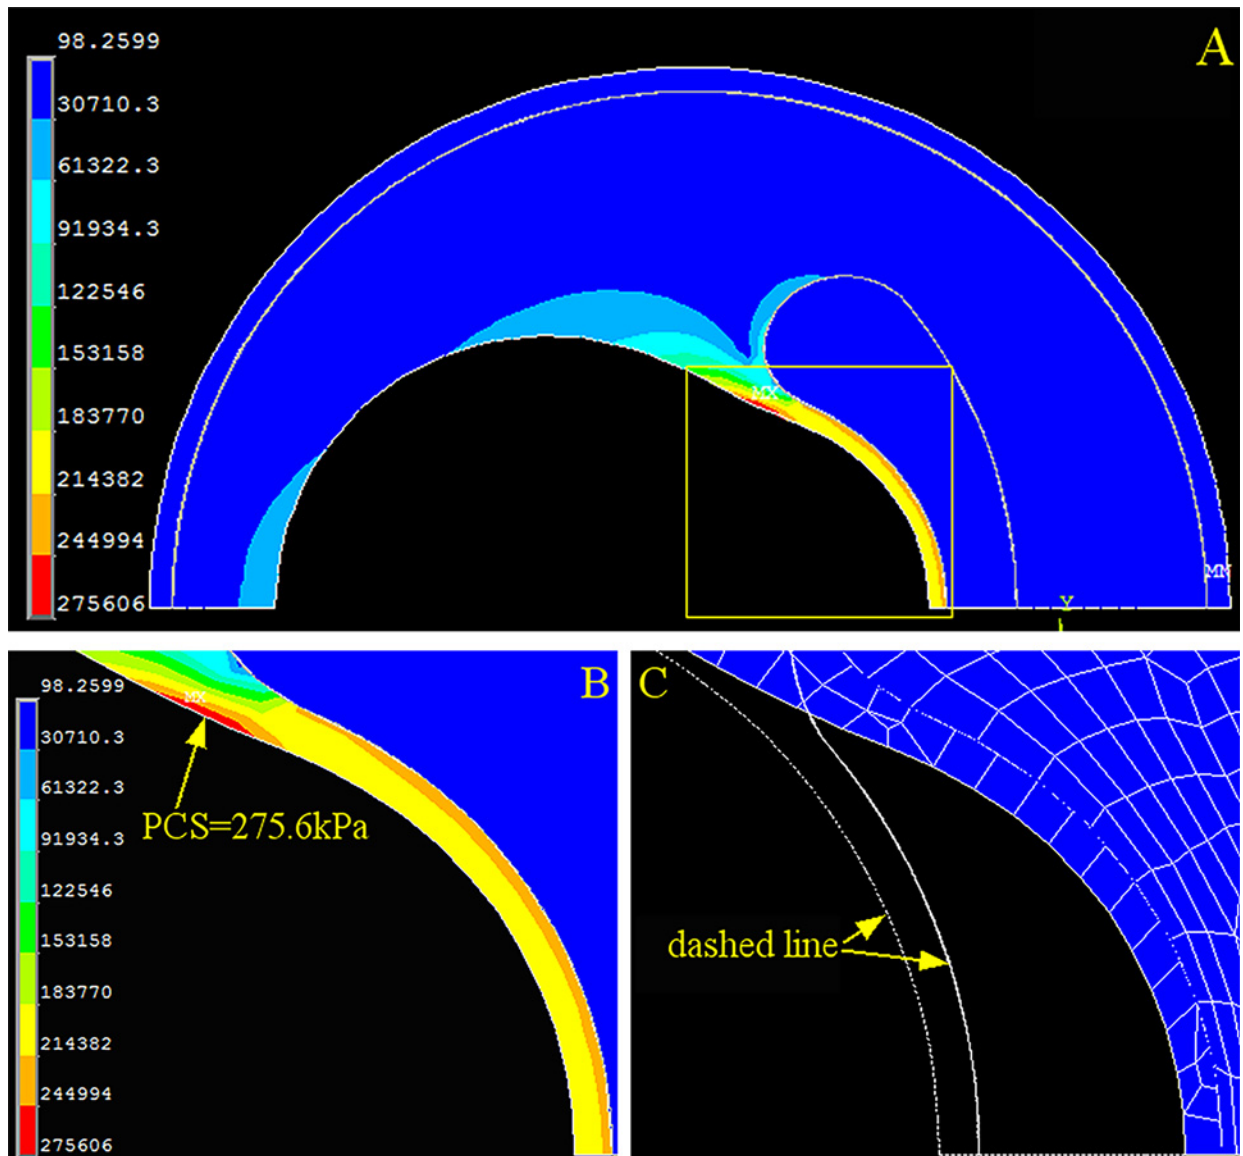 98.2599
A
30710.3
61322.3
91934.3
122546
153158
MX
183770
214382
244994
MN
275606
Y
98.2599
B
MX
30710.3
61322.3
PCS=275.6kPa
91934.3
122546
153158
183770
214382
244994
275606
C
dashed line